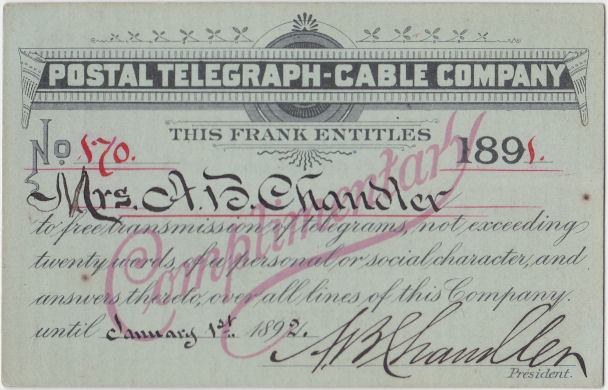 POSTAL TELEGRAPH-CABLE COMPANY
THIS FRANK ENTITLES
No 170. 1891.
Mrs. A. B. Chandler
to free transmission of telegrams, not exceeding
twenty words, of a personal or social character, and
answers thereto, over all lines of this Company.
until January 1st 1892.
Complimentary
A. B. Chandler
President.